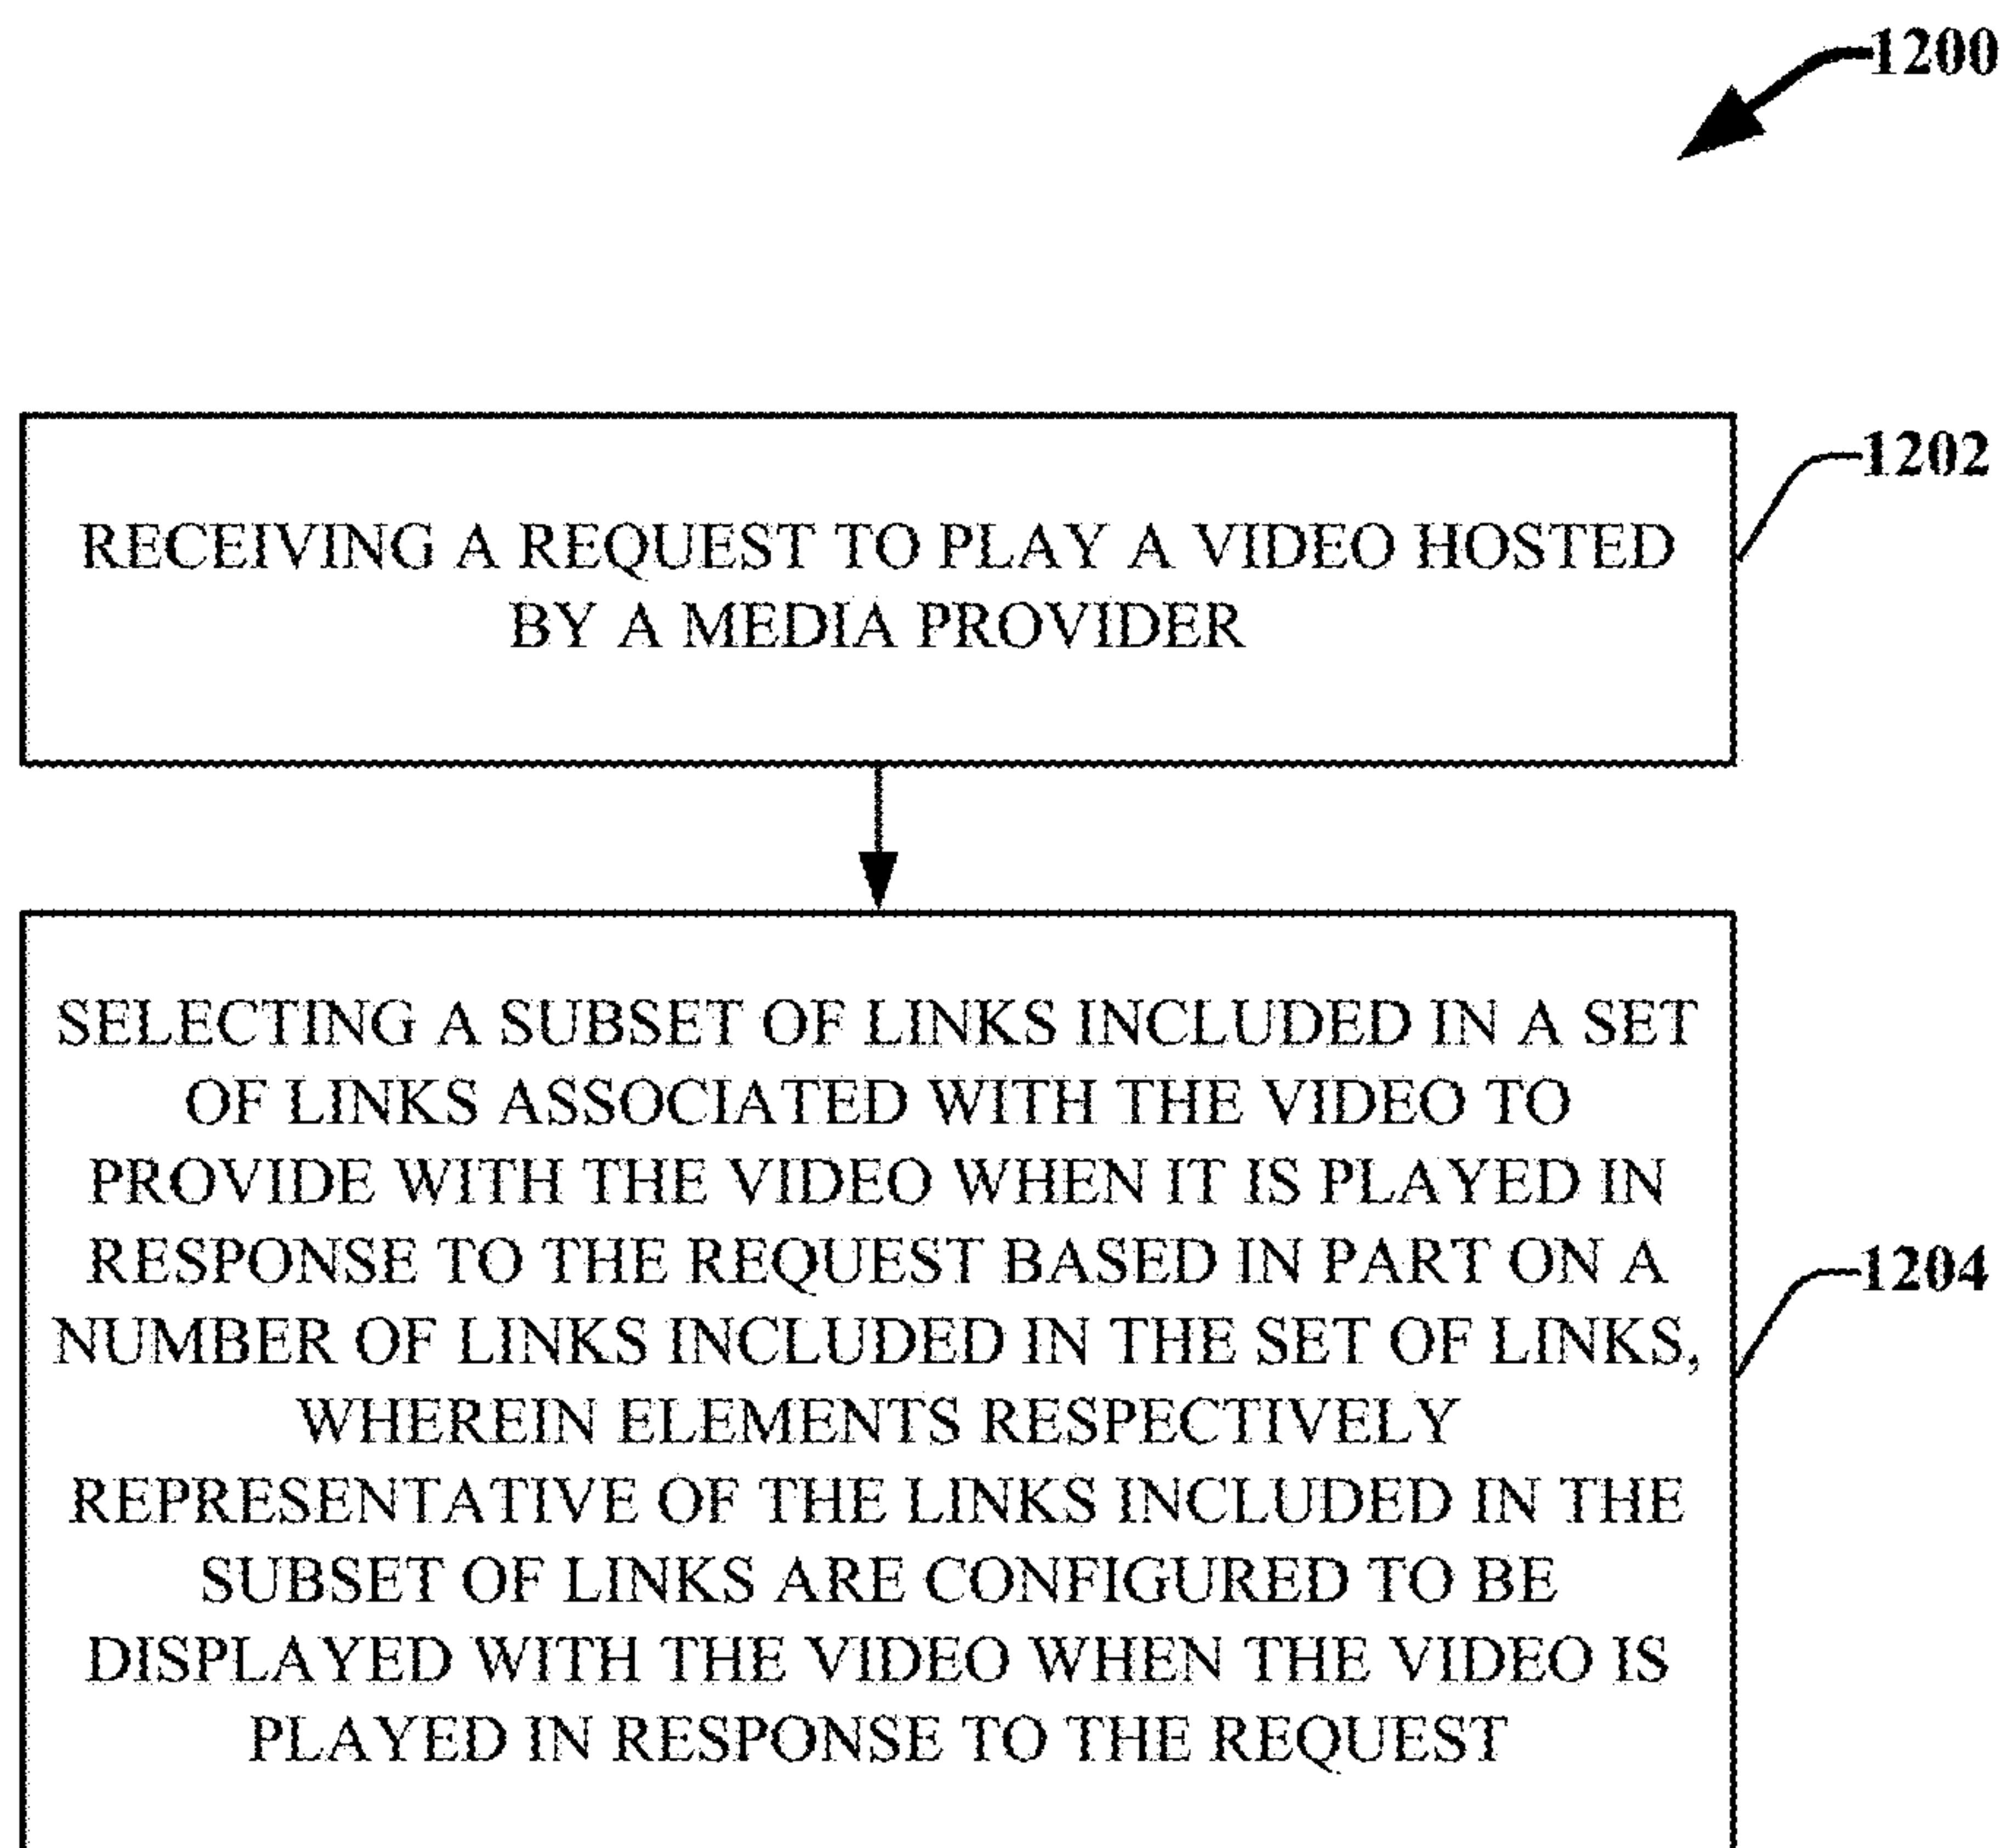 1200
1202
RECEIVING A REQUEST TO PLAY A VIDEO HOSTED
BY A MEDIA PROVIDER
SELECTING A SUBSET OF LINKS INCLUDED IN A SET
OF LINKS ASSOCIATED WITH THE VIDEO TO
PROVIDE WITH THE VIDEO WHEN IT IS PLAYED IN
RESPONSE TO THE REQUEST BASED IN PART ON A
1204
NUMBER OF LINKS INCLUDED IN THE SET OF LINKS,
WHEREIN ELEMENTS RESPECTIVELY
REPRESENTATIVE OF THE LINKS INCLUDED IN THE
SUBSET OF LINKS ARE CONFIGURED TO BE
DISPLAYED WITH THE VIDEO WHEN THE VIDEO IS
PLAYED IN RESPONSE TO THE REQUEST